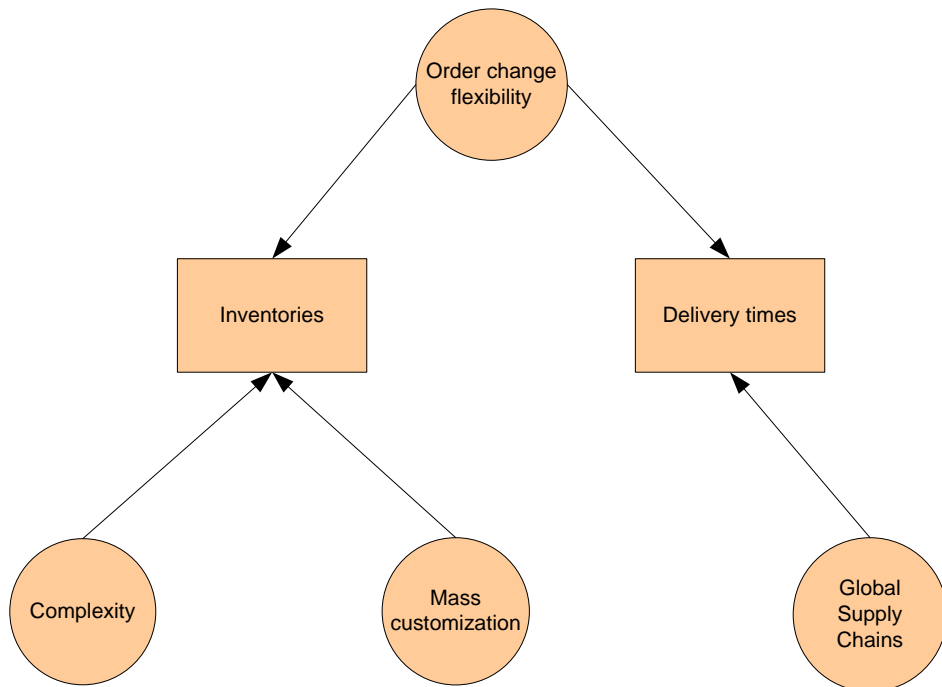 Order change
flexibility
Inventories
Delivery times
Complexity
Mass
customization
Global
Supply
Chains